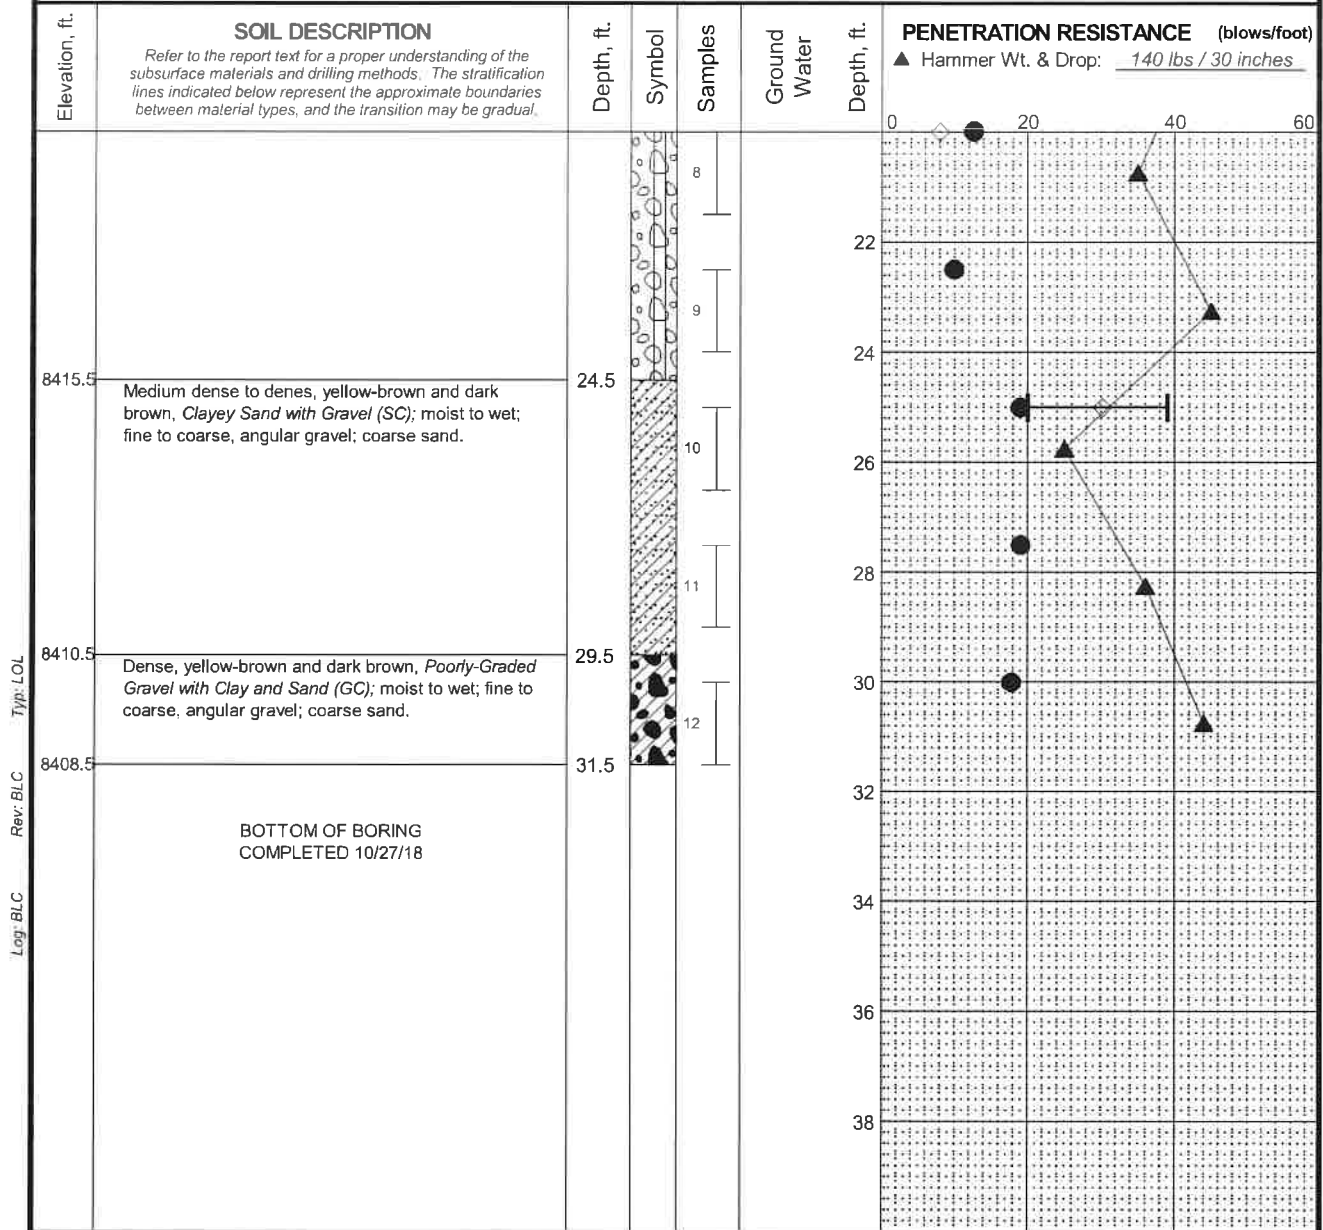 Elevation, ft.
SOIL DESCRIPTION
Refer to the report text for a proper understanding of the
subsurface materials and drilling methods. The stratification
lines indicated below represent the approximate boundaries
between material types, and the transition may be gradual.
Depth, ft.
Symbol
Samples
Ground
Water
Depth, ft.
PENETRATION RESISTANCE (blows/foot)
▲ Hammer Wt. & Drop: 140 lbs / 30 inches
0 20 40 60
8
22
9
24
8415.5
Medium dense to denes, yellow-brown and dark
brown, Clayey Sand with Gravel (SC); moist to wet;
fine to coarse, angular gravel; coarse sand.
24.5
10
26
11
28
8410.5
Dense, yellow-brown and dark brown, Poorly-Graded
Gravel with Clay and Sand (GC); moist to wet; fine to
coarse, angular gravel; coarse sand.
29.5
30
12
8408.5
31.5
32
BOTTOM OF BORING
COMPLETED 10/27/18
34
36
38
Log: BLC Rev: BLC Typ: LOL